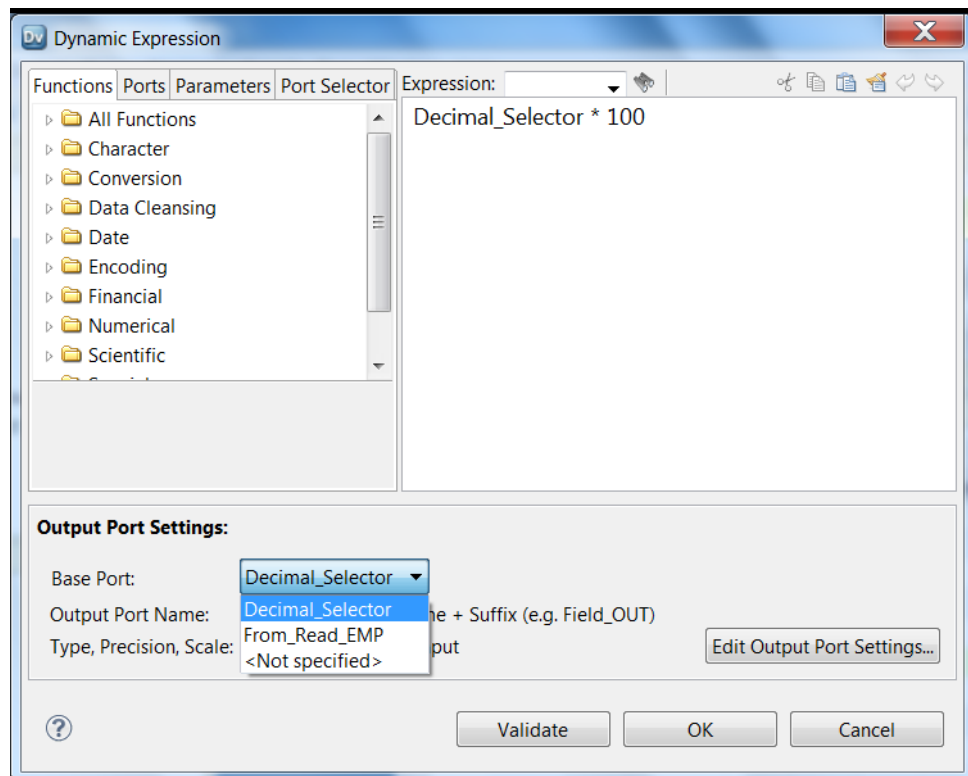 Dv Dynamic Expression
Functions Ports Parameters Port Selector
All Functions
Character
Conversion
Data Cleansing
Date
Encoding
Financial
Numerical
Scientific
Expression:
Decimal_Selector * 100
Output Port Settings:
Base Port: Decimal_Selector
Decimal_Selector
From_Read_EMP
<Not specified>
Output Port Name: + Suffix (e.g. Field_OUT)
Type, Precision, Scale:
Edit Output Port Settings...
?
Validate OK Cancel